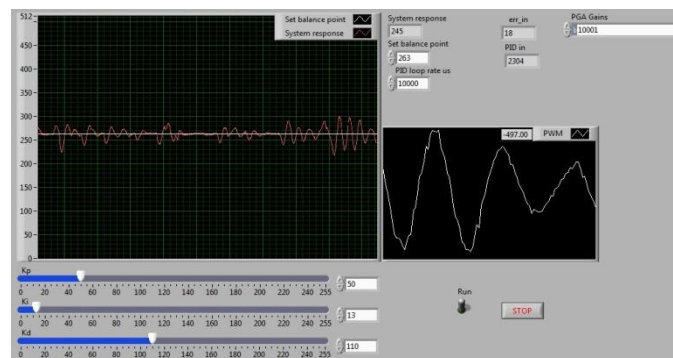 512
450
400
350
300
250
200
150
100
50
0
Set balance point
System response
System response
245
Set balance point
263
PID loop rate us
10000
err_in
18
PID in
2304
PGA Gains
10001
-497.00 PWM
Kp
0 20 40 60 80 100 120 140 160 180 200 220 240 255
50
Ki
0 20 40 60 80 100 120 140 160 180 200 220 240 255
13
Kd
0 20 40 60 80 100 120 140 160 180 200 220 240 255
110
Run
STOP